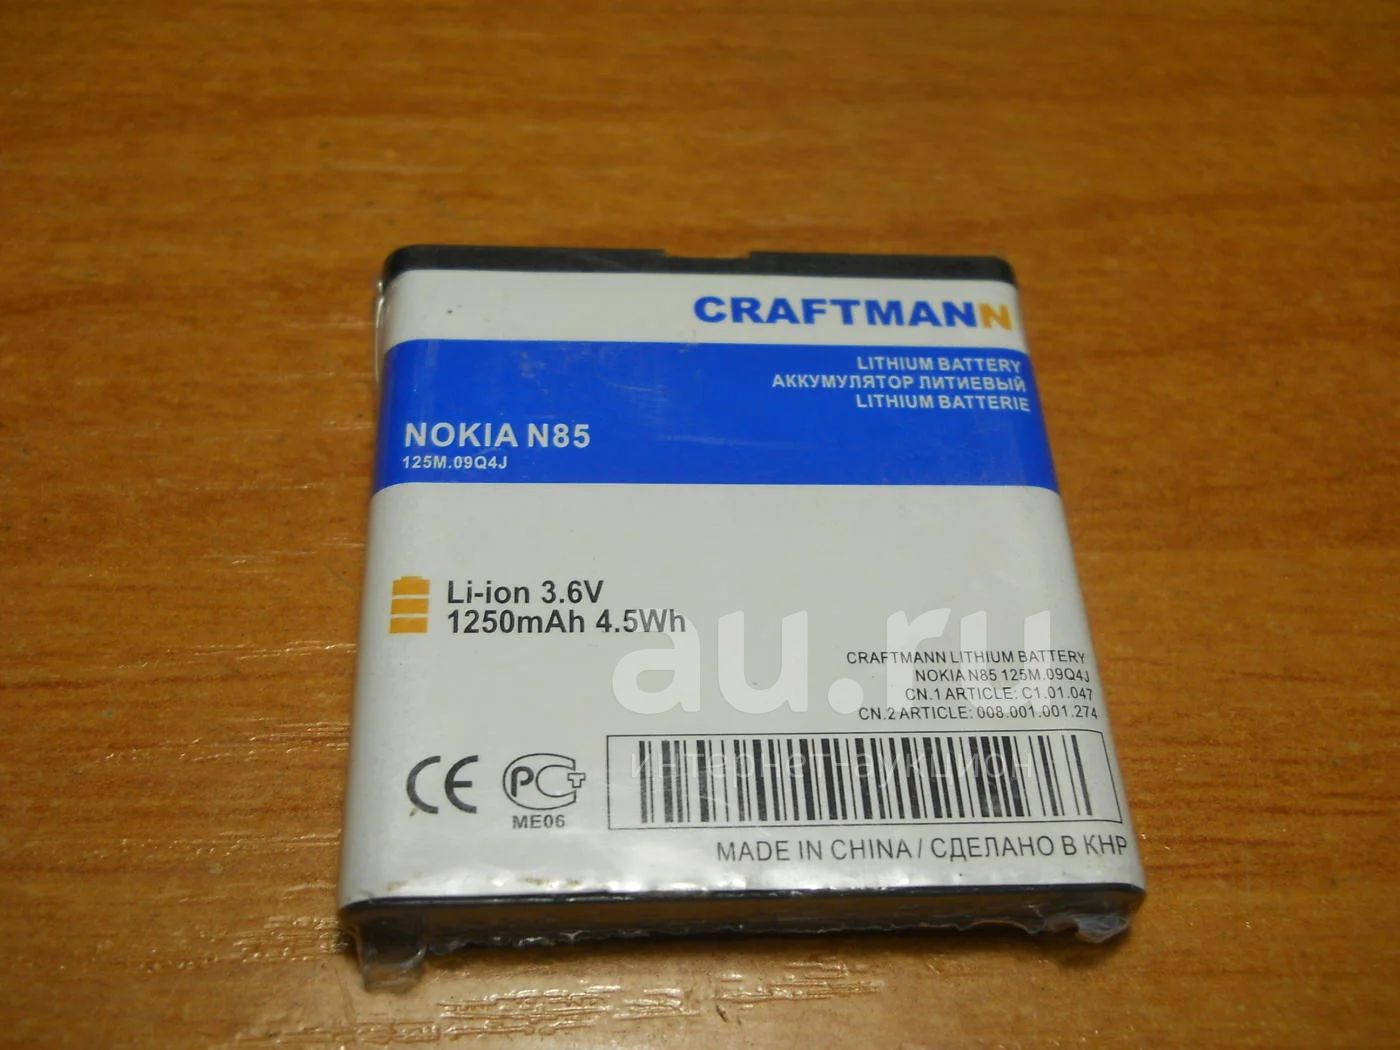 CRAFTMANN
LITHIUM BATTERY
АККУМУЛЯТОР ЛИТИЕВЫЙ
LITHIUM BATTERIE
NOKIA N85
125M.09Q4J
Li-ion 3.6V
1250mAh 4.5Wh
au.ru
CRAFTMANN LITHIUM BATTERY
NOKIA N85 125M.09Q4J
CN.1 ARTICLE: C1.01.047
CN.2 ARTICLE: 008.001.001.274
интернет-аукцион
CE
РСТ
ME06
MADE IN CHINA / СДЕЛАНО В КНР